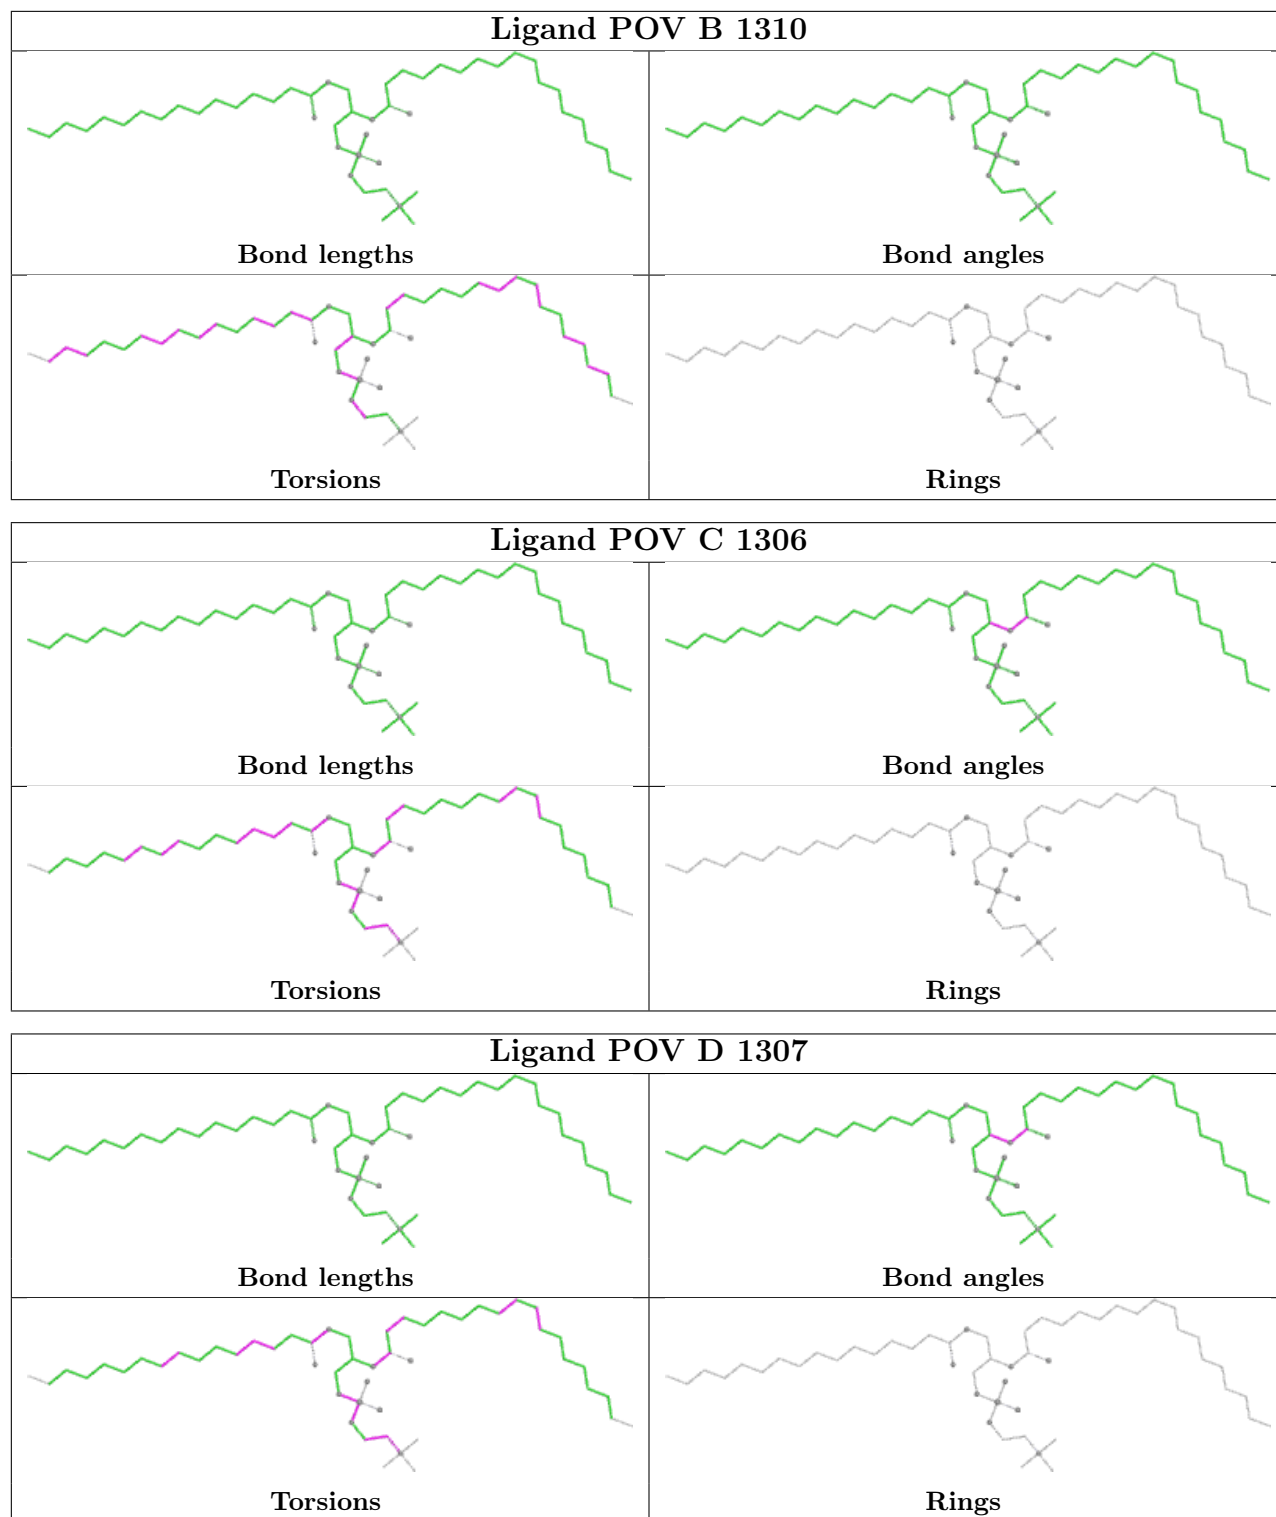 Ligand POV B 1310
Bond lengths
Bond angles
Torsions
Rings
Ligand POV C 1306
Bond lengths
Bond angles
Torsions
Rings
Ligand POV D 1307
Bond lengths
Bond angles
Torsions
Rings